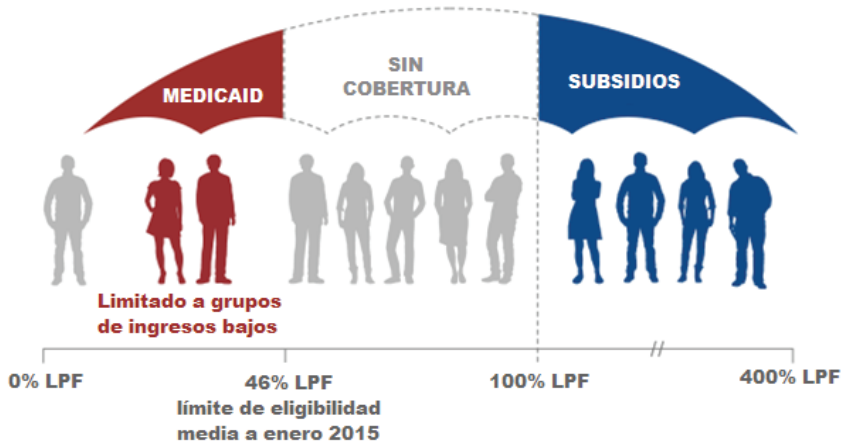 MEDICAID
SIN
COBERTURA
SUBSIDIOS
Limitado a grupos
de ingresos bajos
0% LPF
46% LPF
100% LPF
400% LPF
límite de eligibilidad
media a enero 2015